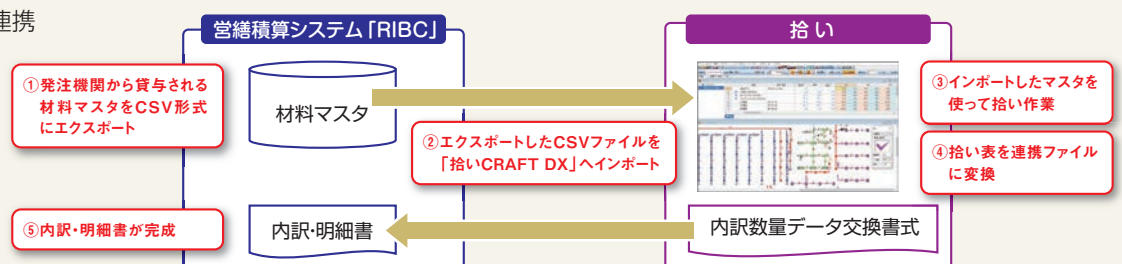 連携
営繕積算システム「RIBC」
拾い
①発注機関から貸与される
材料マスタをCSV形式
にエクスポート
材料マスタ
②エクスポートしたCSVファイルを
「拾いCRAFT DX」へインポート
③インポートしたマスタを
使って拾い作業
④拾い表を連携ファイル
に変換
⑤内訳・明細書が完成
内訳・明細書
内訳数量データ交換書式